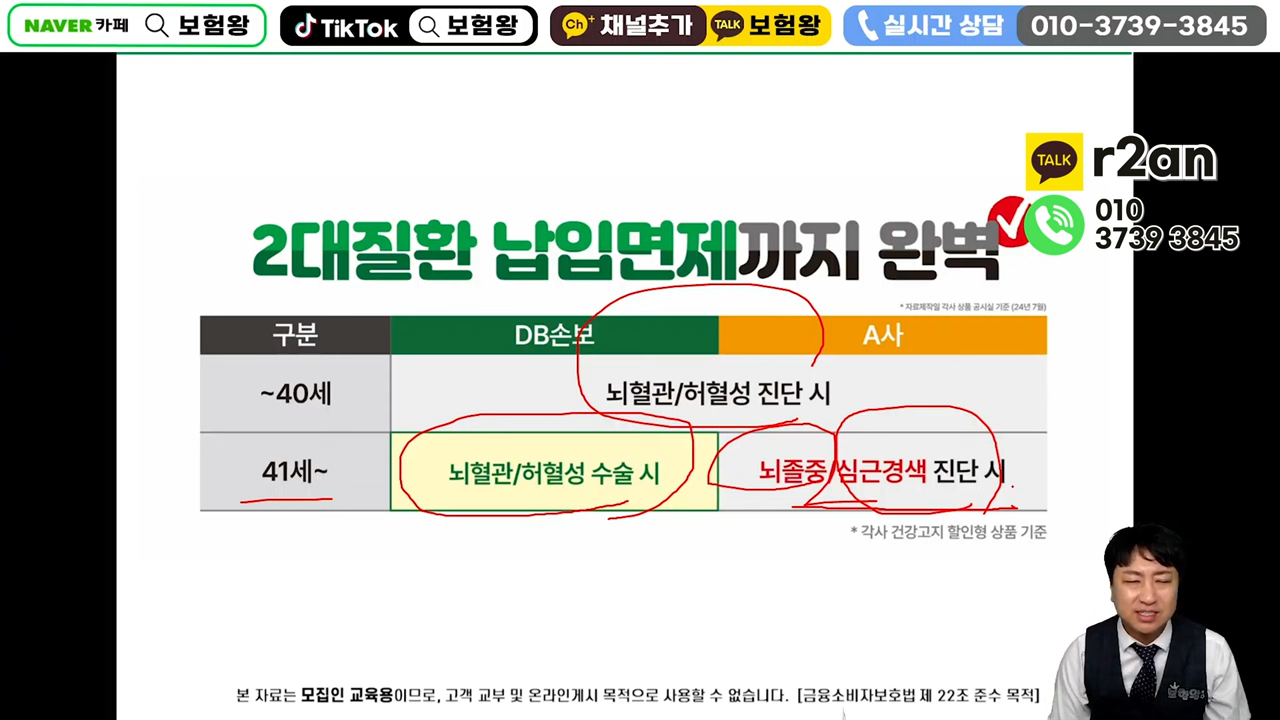 NAVER 카페 보험왕
TikTok 보험왕
Ch+ 채널추가 TALK 보험왕
실시간 상담 010-3739-3845
TALK r2an
010
3739 3845
2대질환 납입면제까지 완벽
* 자료제작일 각사 상품 공시실 기준 (24년 7월)
구분 DB손보 A사
~40세 뇌혈관/허혈성 진단 시
41세~ 뇌혈관/허혈성 수술 시 뇌졸중/심근경색 진단 시
* 각사 건강고지 할인형 상품 기준
본 자료는 모집인 교육용이므로, 고객 교부 및 온라인게시 목적으로 사용할 수 없습니다. [금융소비자보호법 제 22조 준수 목적]